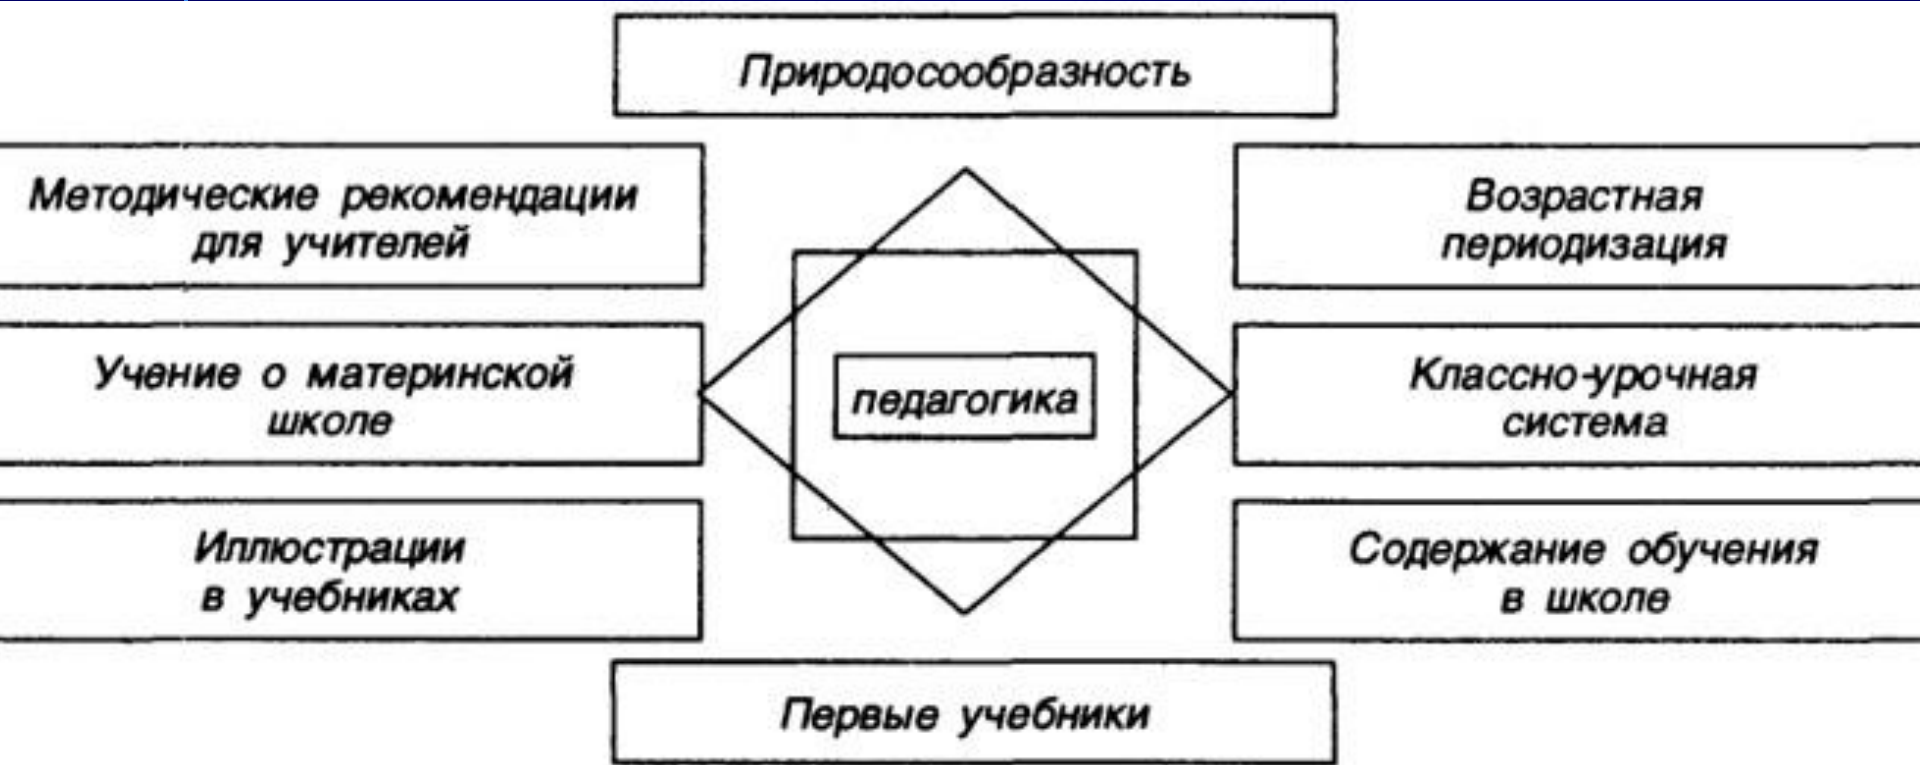 Природосообразность
Методические рекомендации
для учителей
Возрастная
периодизация
Учение о материнской
школе
педагогика
Классно-урочная
система
Иллюстрации
в учебниках
Содержание обучения
в школе
Первые учебники